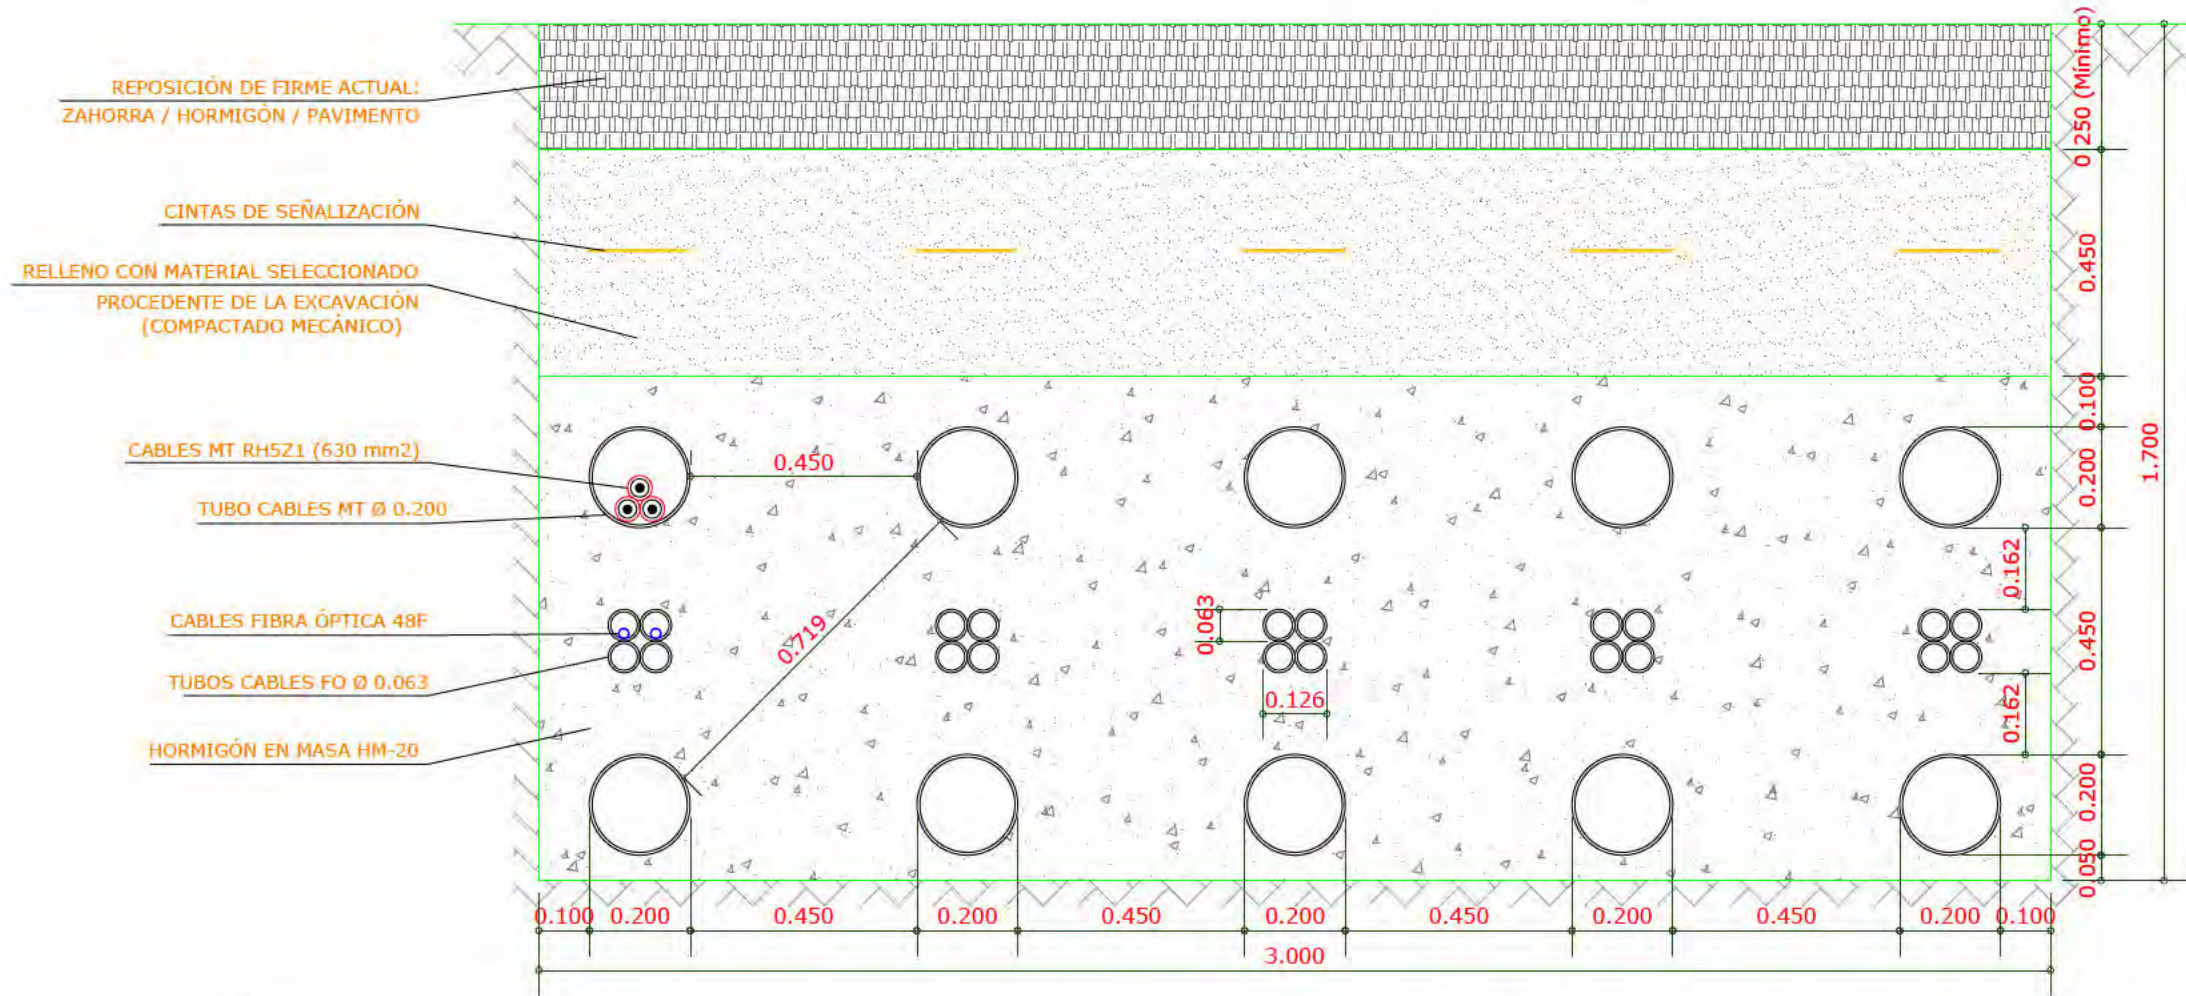 REPOSICIÓN DE FIRME ACTUAL:
ZAHORRA / HORMIGÓN / PAVIMENTO
CINTAS DE SEÑALIZACIÓN
RELLENO CON MATERIAL SELECCIONADO
PROCEDENTE DE LA EXCAVACIÓN
(COMPACTADO MECÁNICO)
CABLES MT RH5Z1 (630 mm2)
TUBO CABLES MT Ø 0.200
CABLES FIBRA ÓPTICA 48F
TUBOS CABLES FO Ø 0.063
HORMIGÓN EN MASA HM-20
0.450
0.719
0.063
0.126
0.162
0.162
0 250 (Mínimo)
0.450
0.100
0.200
0.450
0.200
0.050
1.700
0.100 0.200 0.450 0.200 0.450 0.200 0.450 0.200 0.450 0.200 0.100
3.000